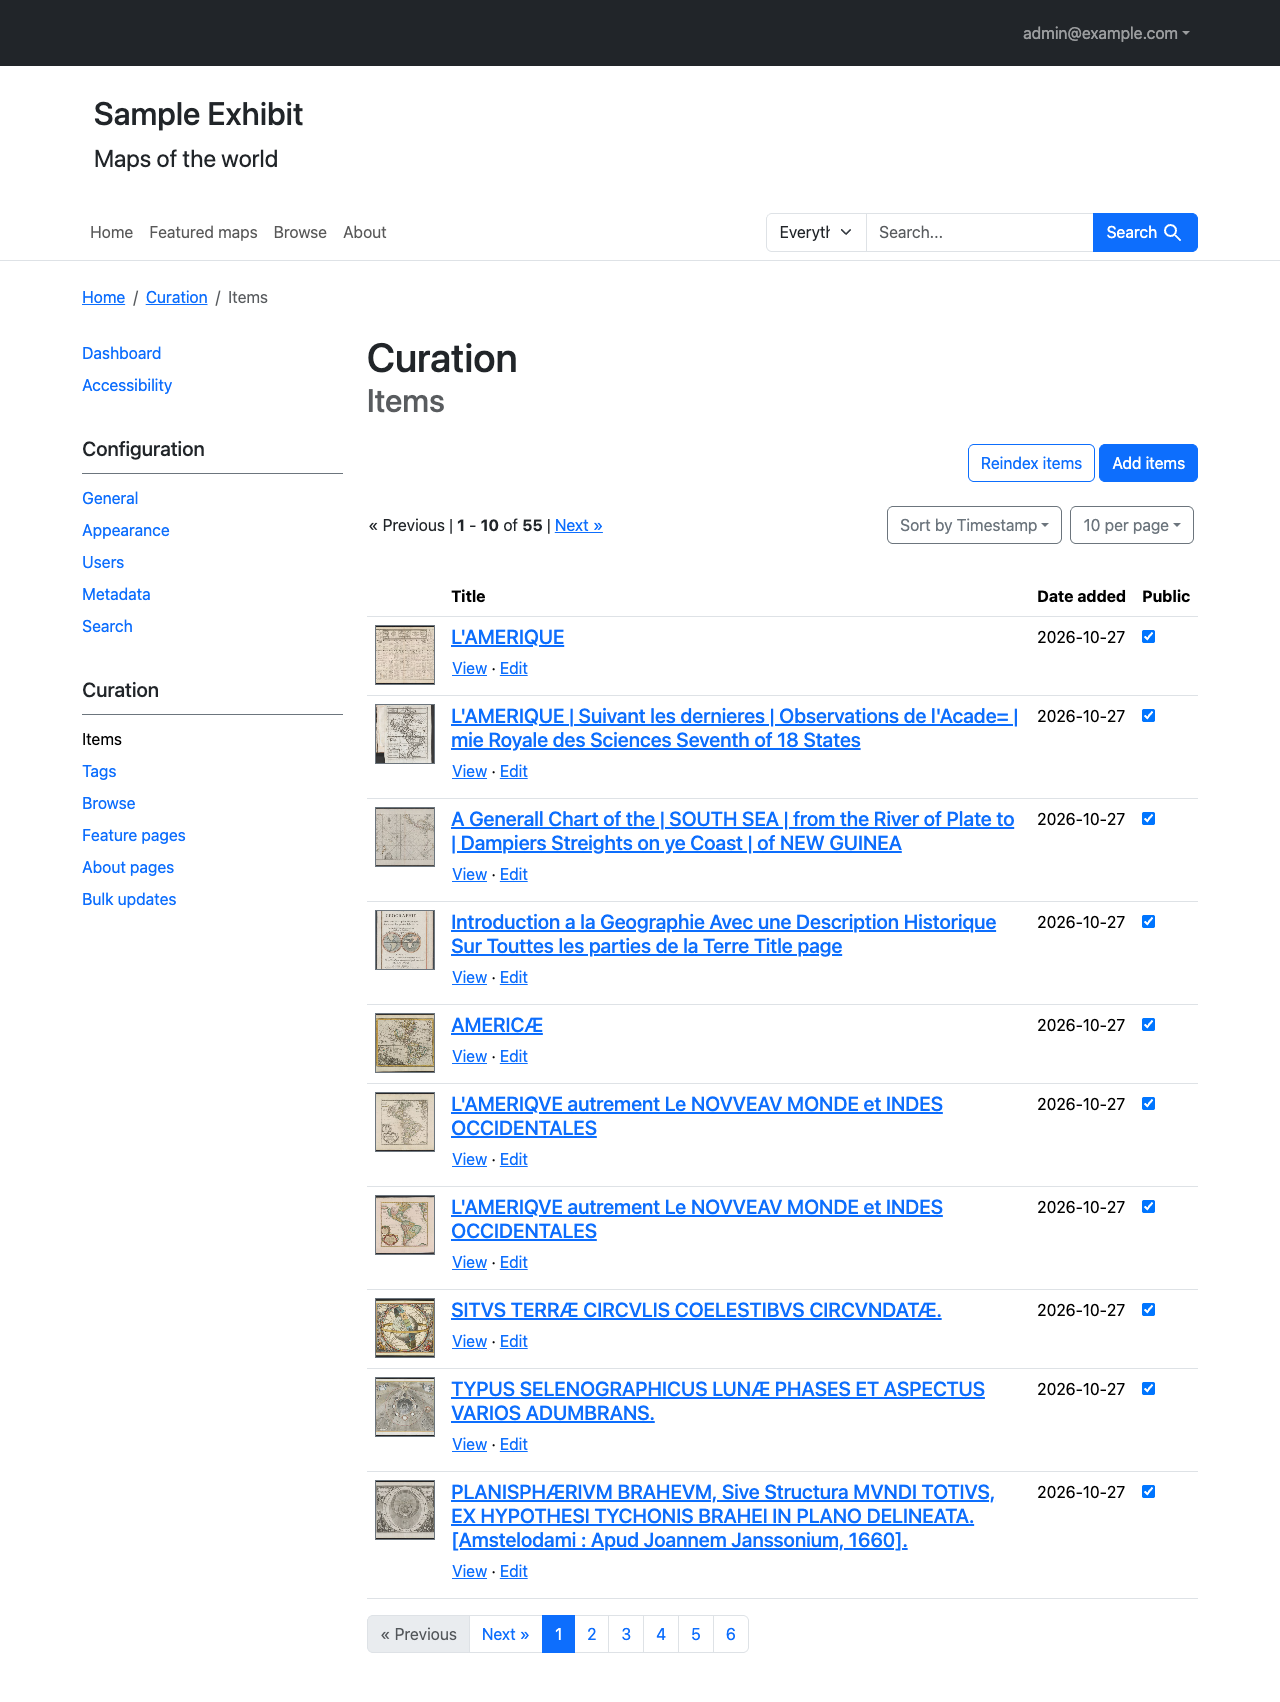 admin@example.com
Sample Exhibit
Maps of the world
Home Featured maps Browse About
Everyth Search... Search
Home / Curation / Items
Dashboard
Accessibility
Configuration
General
Appearance
Users
Metadata
Search
Curation
Items
Tags
Browse
Feature pages
About pages
Bulk updates
Curation
Items
Reindex items Add items
« Previous | 1 - 10 of 55 | Next »
Sort by Timestamp 10 per page
Title Date added Public
L'AMERIQUE 2026-10-27
View · Edit
L'AMERIQUE | Suivant les dernieres | Observations de l'Acade= | 2026-10-27
mie Royale des Sciences Seventh of 18 States
View · Edit
A Generall Chart of the | SOUTH SEA | from the River of Plate to 2026-10-27
| Dampiers Streights on ye Coast | of NEW GUINEA
View · Edit
Introduction a la Geographie Avec une Description Historique 2026-10-27
Sur Touttes les parties de la Terre Title page
View · Edit
AMERICÆ 2026-10-27
View · Edit
L'AMERIQVE autrement Le NOVVEAV MONDE et INDES 2026-10-27
OCCIDENTALES
View · Edit
L'AMERIQVE autrement Le NOVVEAV MONDE et INDES 2026-10-27
OCCIDENTALES
View · Edit
SITVS TERRÆ CIRCVLIS COELESTIBVS CIRCVNDATÆ. 2026-10-27
View · Edit
TYPUS SELENOGRAPHICUS LUNÆ PHASES ET ASPECTUS 2026-10-27
VARIOS ADUMBRANS.
View · Edit
PLANISPHÆRIVM BRAHEVM, Sive Structura MVNDI TOTIVS, 2026-10-27
EX HYPOTHESI TYCHONIS BRAHEI IN PLANO DELINEATA.
[Amstelodami : Apud Joannem Janssonium, 1660].
View · Edit
« Previous Next » 1 2 3 4 5 6